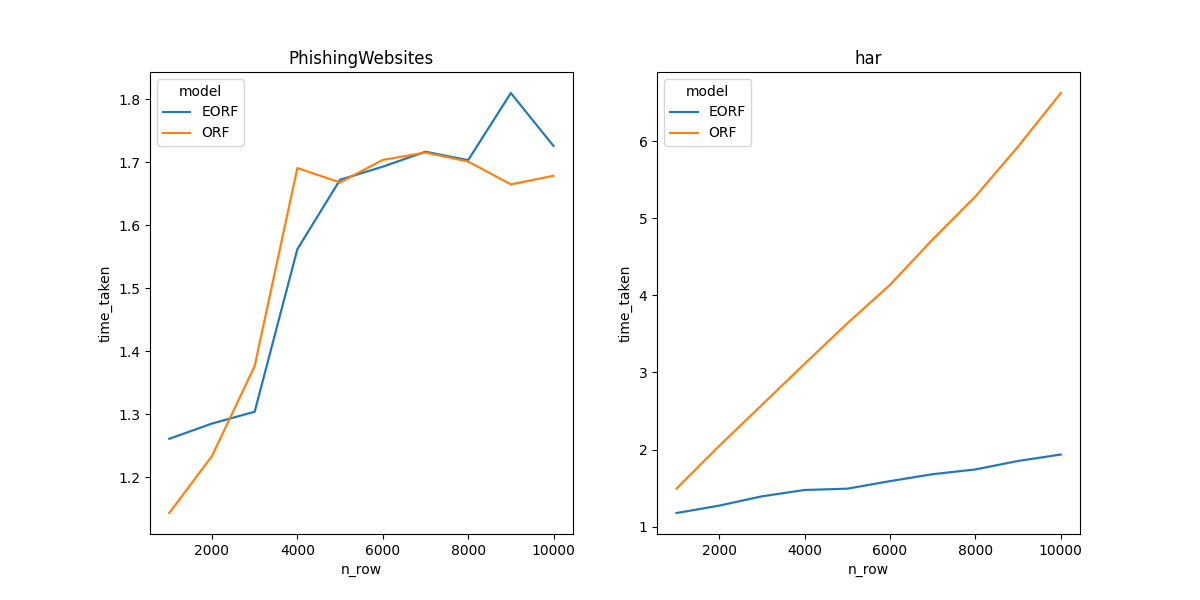 PhishingWebsites
model
EORF
ORF
1.8
1.7
1.6
1.5
1.4
1.3
1.2
time_taken
2000 4000 6000 8000 10000
n_row
har
model
EORF
ORF
6
5
4
3
2
1
time_taken
2000 4000 6000 8000 10000
n_row